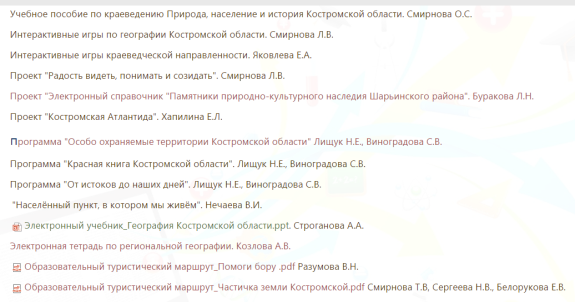 Учебное пособие по краеведению Природа, население и история Костромской области. Смирнова О.С.
Интерактивные игры по географии Костромской области. Смирнова Л.В.
Интерактивные игры краеведческой направленности. Яковлева Е.А.
Проект "Радость видеть, понимать и созидать". Смирнова Л.В.
Проект "Электронный справочник "Памятники природно-культурного наследия Шарьинского района". Буракова Л.Н.
Проект "Костромская Атлантида". Хапилина Е.Л.
Программа "Особо охраняемые территории Костромской области" Лищук Н.Е., Виноградова С.В.
Программа "Красная книга Костромской области". Лищук Н.Е., Виноградова С.В.
Программа "От истоков до наших дней". Лищук Н.Е., Виноградова С.В.
"Населённый пункт, в котором мы живём". Нечаева В.И.
Электронный учебник_География Костромской области.ppt. Строганова А.А.
Электронная тетрадь по региональной географии. Козлова А.В.
Образовательный туристический маршрут_Помоги бору .pdf Разумова В.Н.
Образовательный туристический маршрут_Частичка земли Костромской.pdf Смирнова Т.В, Сергеева Н.В., Белорукова Е.В.